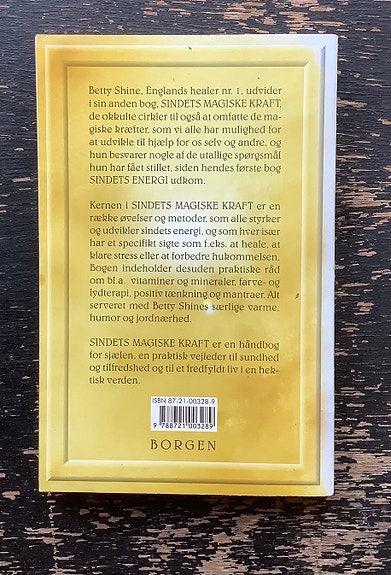 Betty Shine, Englands healer nr. 1, udvider
i sin anden bog, SINDETS MAGISKE KRAFT,
de okkulte cirkler til også at omfatte de ma-
giske kræfter, som vi alle har mulighed for
at udvikle til hjælp for os selv og andre, og
hun besvarer nogle af de utallige spørgsmål
hun har fået stillet, siden hendes første bog
SINDETS ENERGI udkom.
Kernen i SINDETS MAGISKE KRAFT er en
række øvelser og metoder, som alle styrker
og udvikler sindets energi, og som hver især
har et specifikt sigte som f.eks. at heale, at
klare stress eller at forbedre hukommelsen.
Bogen indeholder desuden praktiske råd
om bl.a. vitaminer og mineraler, farve- og
lydterapi, positiv tænkning og mantraer. Alt
serveret med Betty Shines særlige varme,
humor og jordnærhed.
SINDETS MAGISKE KRAFT er en håndbog
for sjælen, en praktisk vejleder til sundhed
og tilfredshed og til et fredfyldt liv i en hek-
tisk verden.
ISBN 87-21-00328-9
9 788721 003289
BORGEN